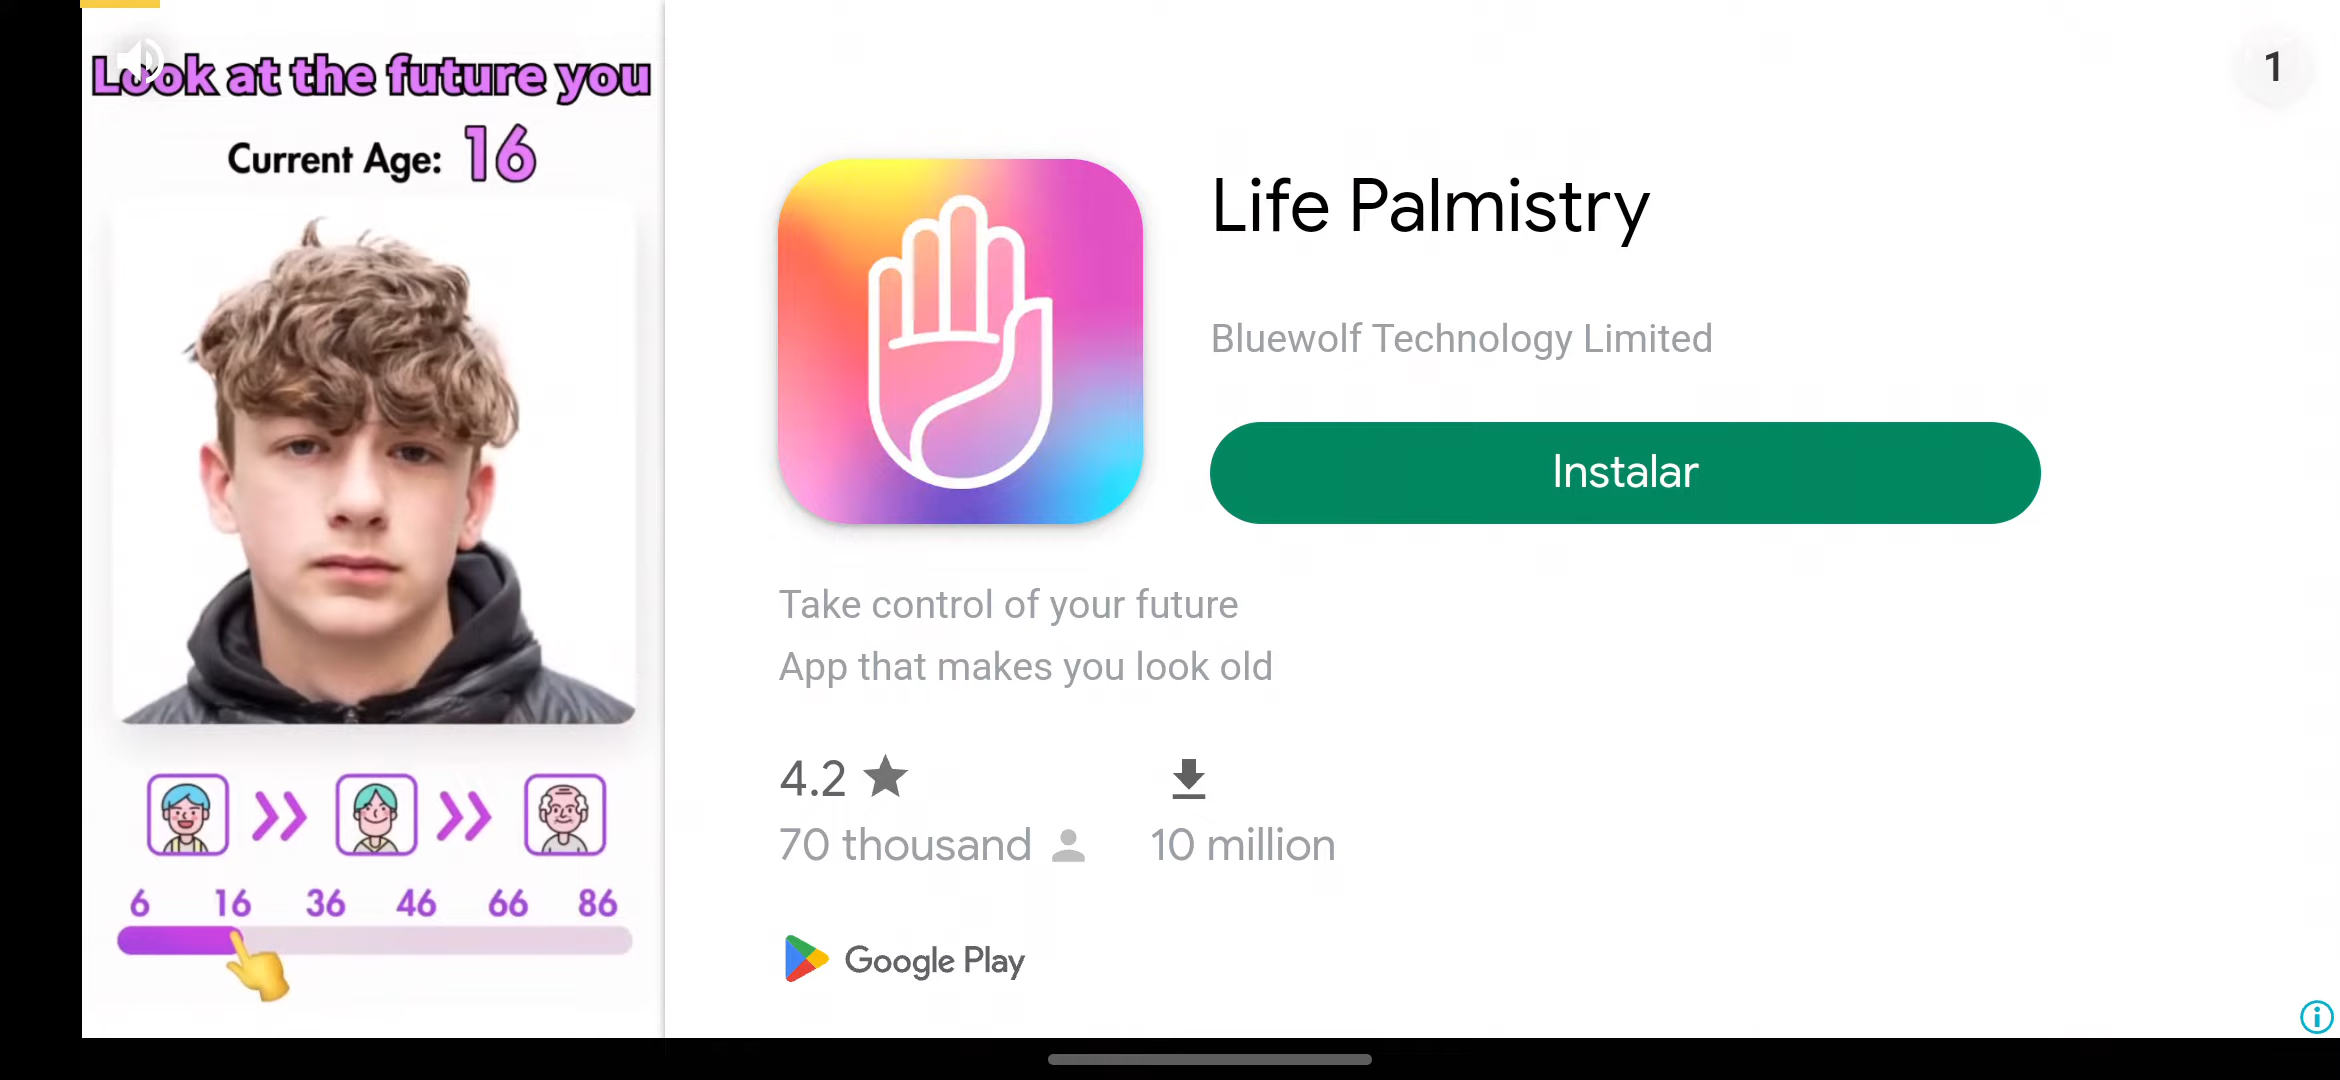 Look at the future you
Current Age: 16
6 16 36 46 66 86
1
Life Palmistry
Bluewolf Technology Limited
Instalar
Take control of your future
App that makes you look old
4.2
70 thousand
10 million
Google Play